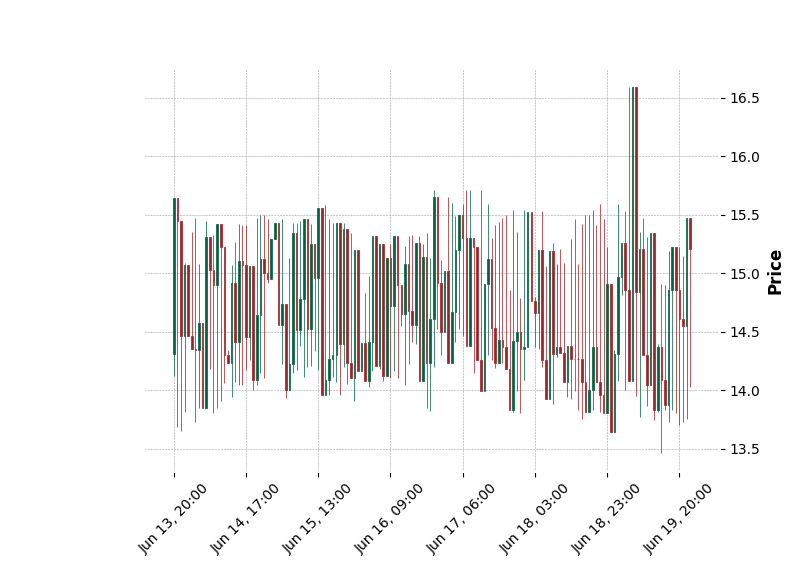 16.5
16.0
15.5
15.0
14.5
14.0
13.5
Price
Jun 13, 20:00
Jun 14, 17:00
Jun 15, 13:00
Jun 16, 09:00
Jun 17, 06:00
Jun 18, 03:00
Jun 18, 23:00
Jun 19, 20:00